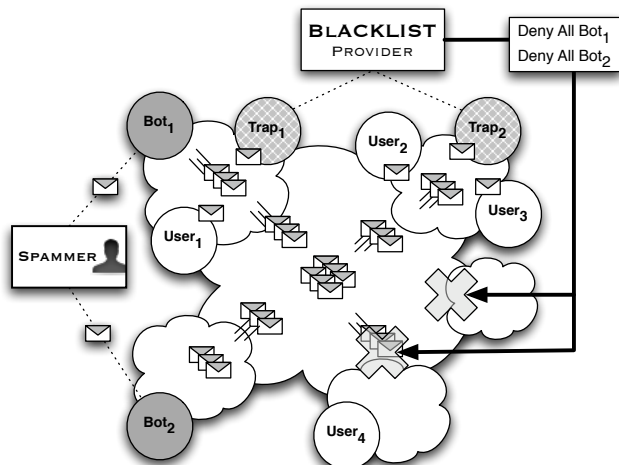 BLACKLIST
PROVIDER
Deny All Bot1
Deny All Bot2
Bot1
Trap1
User2
Trap2
User1
User3
SPAMMER
Bot2
User4